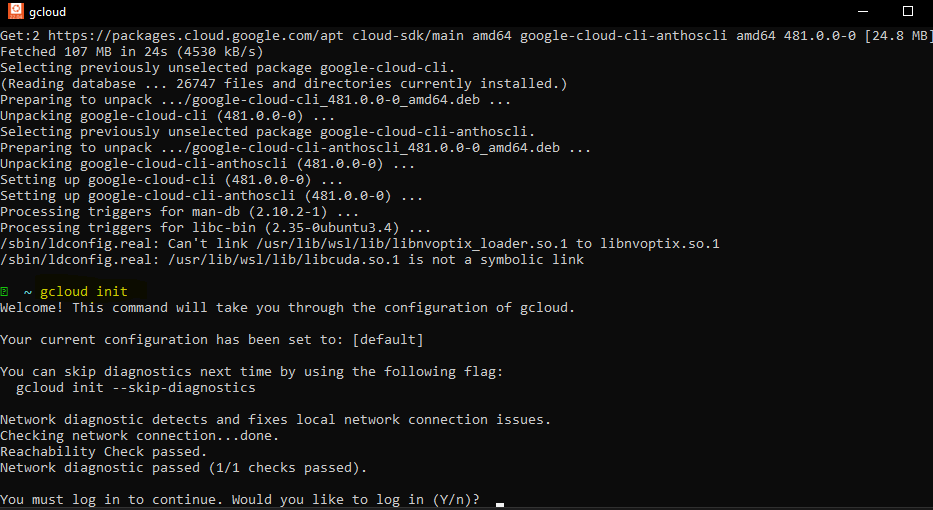 gcloud
Get:2 https://packages.cloud.google.com/apt cloud-sdk/main amd64 google-cloud-cli-anthoscli amd64 481.0.0-0 [24.8 MB]
Fetched 107 MB in 24s (4530 kB/s)
Selecting previously unselected package google-cloud-cli.
(Reading database ... 26747 files and directories currently installed.)
Preparing to unpack .../google-cloud-cli_481.0.0-0_amd64.deb ...
Unpacking google-cloud-cli (481.0.0-0) ...
Selecting previously unselected package google-cloud-cli-anthoscli.
Preparing to unpack .../google-cloud-cli-anthoscli_481.0.0-0_amd64.deb ...
Unpacking google-cloud-cli-anthoscli (481.0.0-0) ...
Setting up google-cloud-cli (481.0.0-0) ...
Setting up google-cloud-cli-anthoscli (481.0.0-0) ...
Processing triggers for man-db (2.10.2-1) ...
Processing triggers for libc-bin (2.35-0ubuntu3.4) ...
/sbin/ldconfig.real: Can't link /usr/lib/wsl/lib/libnvoptix_loader.so.1 to libnvoptix.so.1
/sbin/ldconfig.real: /usr/lib/wsl/lib/libcuda.so.1 is not a symbolic link
~ gcloud init
Welcome! This command will take you through the configuration of gcloud.
Your current configuration has been set to: [default]
You can skip diagnostics next time by using the following flag:
gcloud init --skip-diagnostics
Network diagnostic detects and fixes local network connection issues.
Checking network connection...done.
Reachability Check passed.
Network diagnostic passed (1/1 checks passed).
You must log in to continue. Would you like to log in (Y/n)?